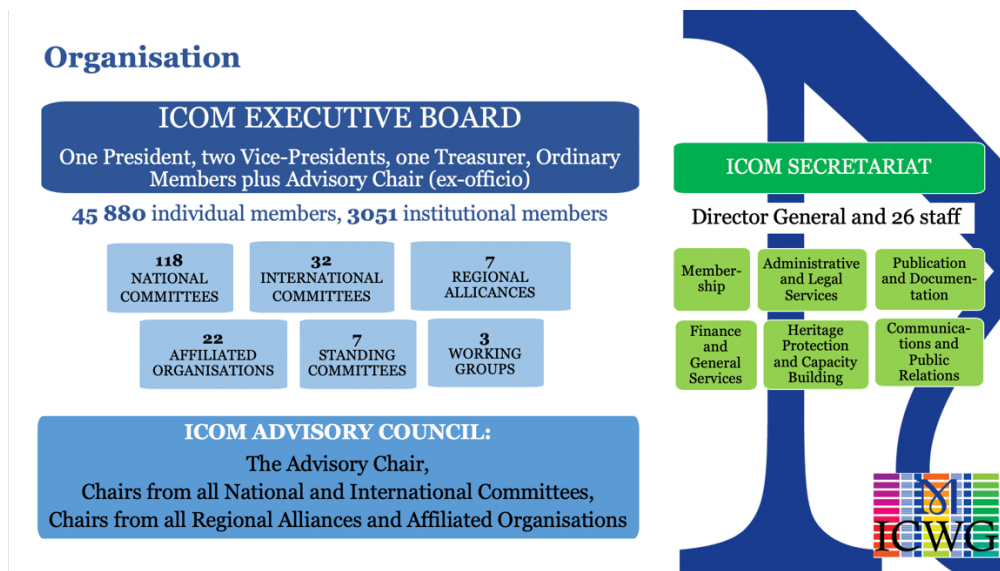 Organisation
ICOM EXECUTIVE BOARD
One President, two Vice-Presidents, one Treasurer, Ordinary
Members plus Advisory Chair (ex-officio)
45 880 individual members, 3051 institutional members
118
NATIONAL
COMMITTEES
32
INTERNATIONAL
COMMITTEES
7
REGIONAL
ALLICANCES
22
AFFILIATED
ORGANISATIONS
7
STANDING
COMMITTEES
3
WORKING
GROUPS
ICOM ADVISORY COUNCIL:
The Advisory Chair,
Chairs from all National and International Committees,
Chairs from all Regional Alliances and Affiliated Organisations
ICOM SECRETARIAT
Director General and 26 staff
Member-
ship
Administrative
and Legal
Services
Publication
and Documen-
tation
Finance
and
General
Services
Heritage
Protection
and Capacity
Building
Communica-
tions and
Public
Relations
ICWG